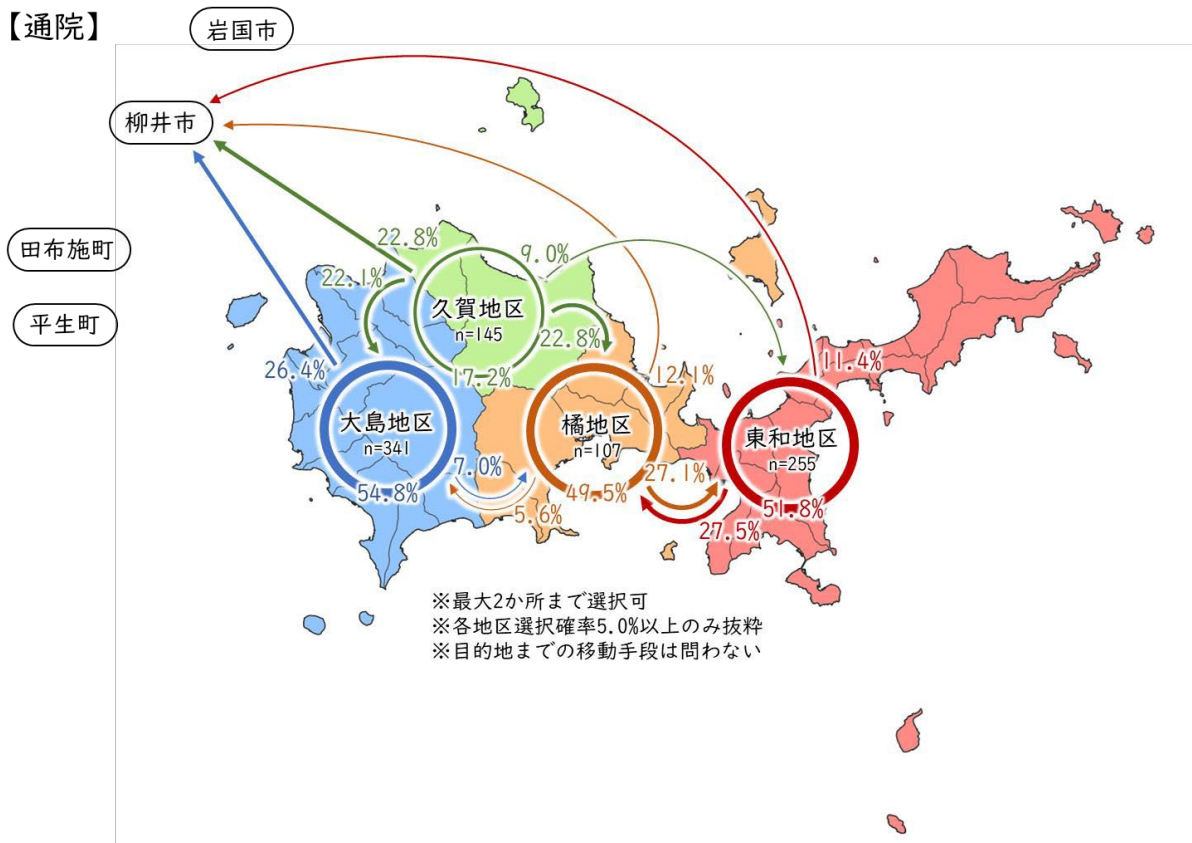 【通院】
岩国市
柳井市
田布施町
平生町
22.8%
9.0%
22.1%
久賀地区
n=145
22.8%
17.2%
26.4%
大島地区
n=341
54.8%
7.0%
5.6%
橘地区
n=107
49.5%
12.1%
27.1%
27.5%
11.4%
東和地区
n=255
51.8%
※最大2か所まで選択可
※各地区選択確率5.0%以上のみ抜粋
※目的地までの移動手段は問わない